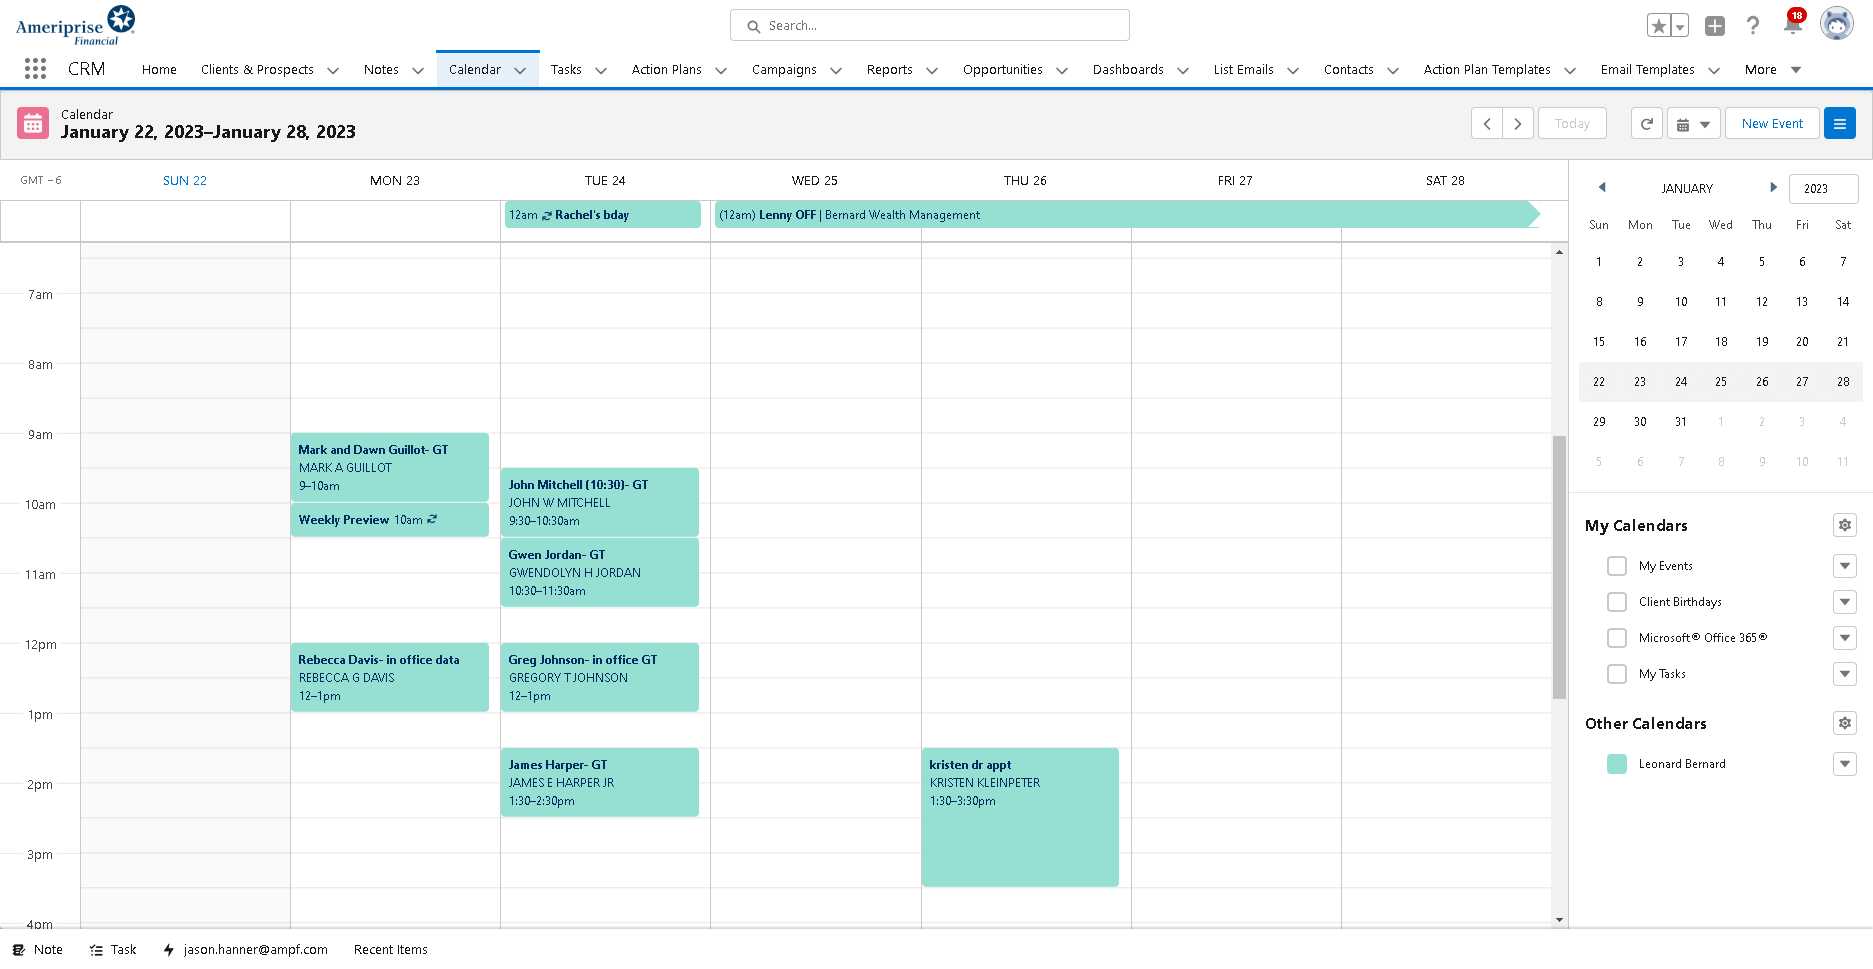 Ameriprise
Financial
Search...
18
CRM
Home
Clients & Prospects
Notes
Calendar
Tasks
Action Plans
Campaigns
Reports
Opportunities
Dashboards
List Emails
Contacts
Action Plan Templates
Email Templates
More
Calendar
January 22, 2023–January 28, 2023
Today
New Event
GMT −6
SUN 22
MON 23
TUE 24
WED 25
THU 26
FRI 27
SAT 28
12am Rachel's bday
(12am) Lenny OFF | Bernard Wealth Management
7am
8am
9am
10am
11am
12pm
1pm
2pm
3pm
4pm
Mark and Dawn Guillot- GT
MARK A GUILLOT
9–10am
Weekly Preview 10am
Rebecca Davis- in office data
REBECCA G DAVIS
12–1pm
John Mitchell (10:30)- GT
JOHN W MITCHELL
9:30–10:30am
Gwen Jordan- GT
GWENDOLYN H JORDAN
10:30–11:30am
Greg Johnson- in office GT
GREGORY T JOHNSON
12–1pm
James Harper- GT
JAMES E HARPER JR
1:30–2:30pm
kristen dr appt
KRISTEN KLEINPETER
1:30–3:30pm
JANUARY
2023
Sun Mon Tue Wed Thu Fri Sat
1 2 3 4 5 6 7
8 9 10 11 12 13 14
15 16 17 18 19 20 21
22 23 24 25 26 27 28
29 30 31 1 2 3 4
5 6 7 8 9 10 11
My Calendars
My Events
Client Birthdays
Microsoft® Office 365®
My Tasks
Other Calendars
Leonard Bernard
Note
Task
jason.hanner@ampf.com
Recent Items